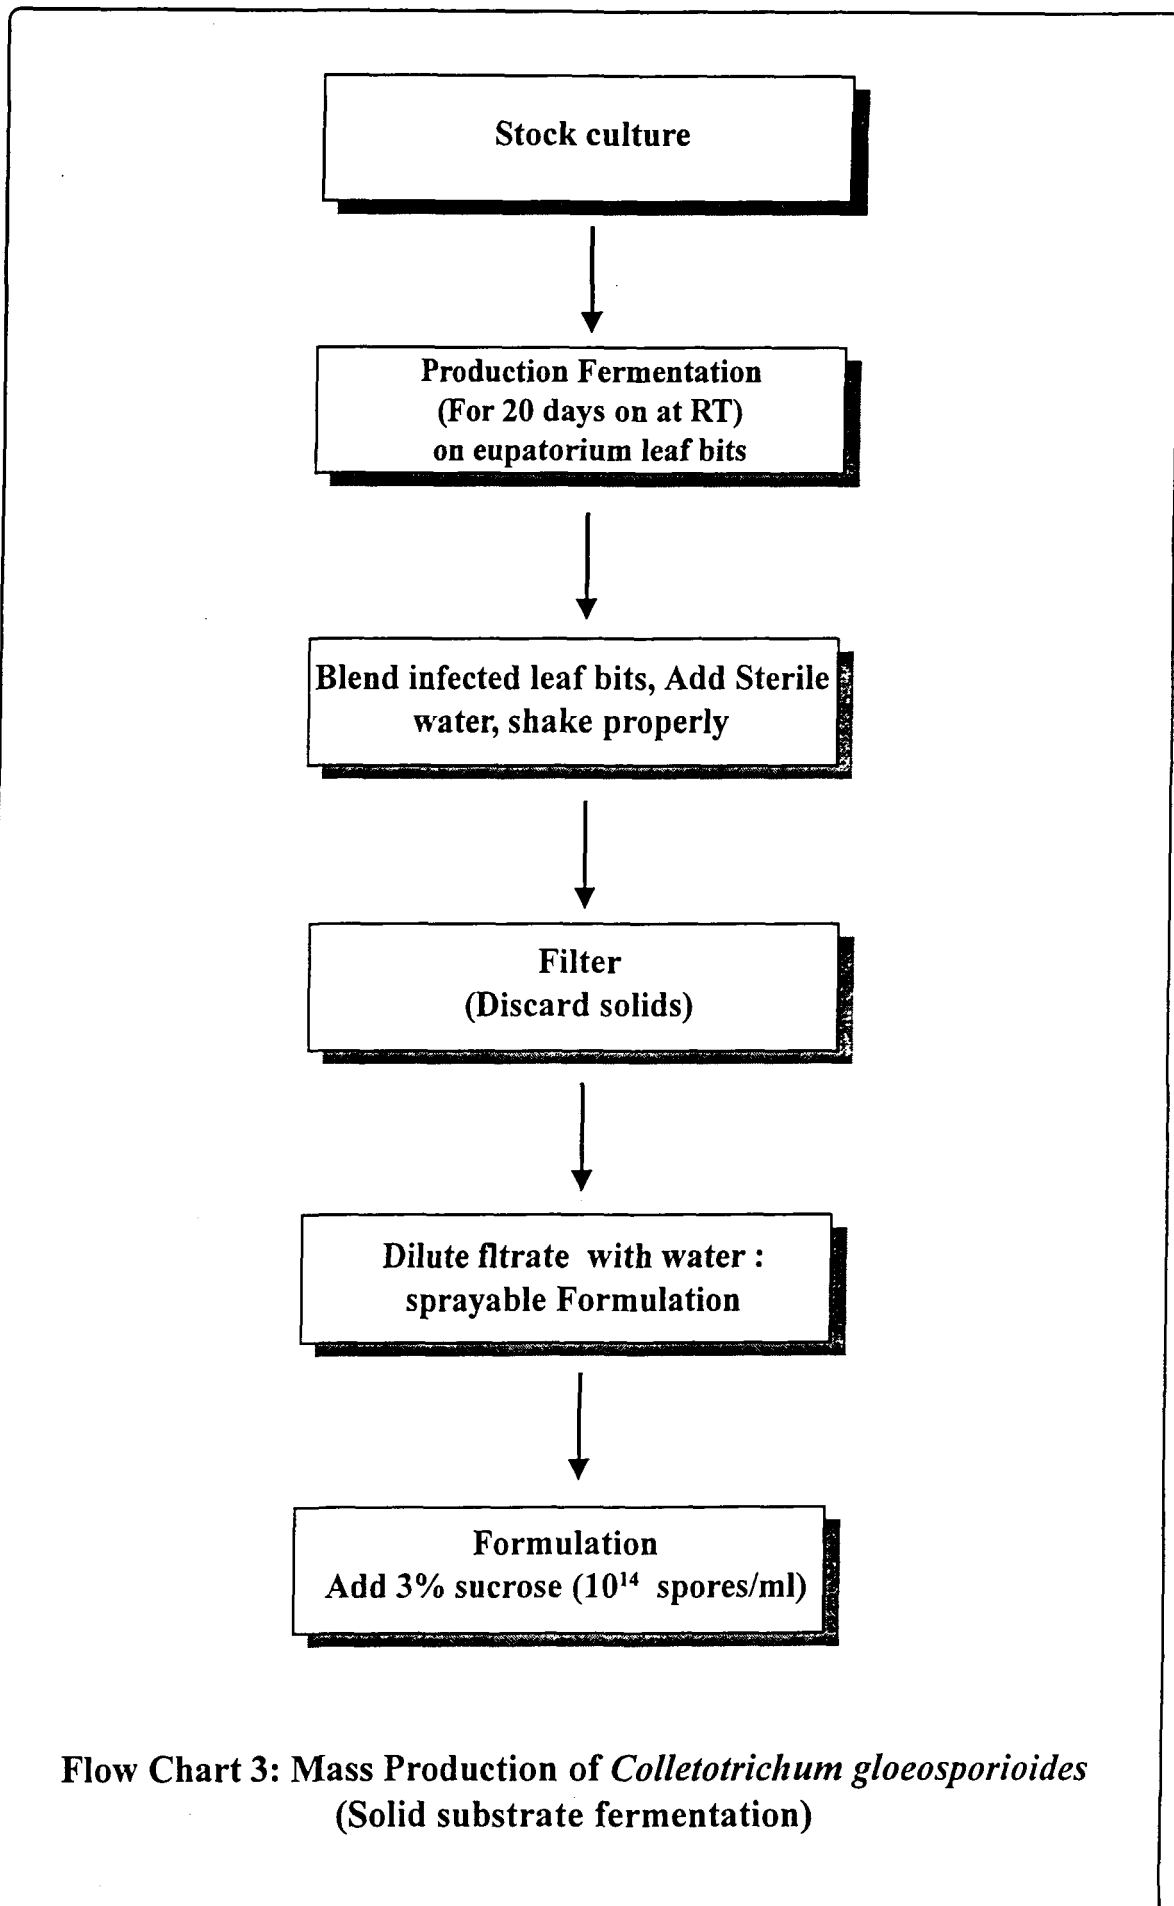 Stock culture
Production Fermentation
(For 20 days on at RT)
on eupatorium leaf bits
Blend infected leaf bits, Add Sterile
water, shake properly
Filter
(Discard solids)
Dilute fltrate with water :
sprayable Formulation
Formulation
Add 3% sucrose (10¹⁴ spores/ml)
Flow Chart 3: Mass Production of Colletotrichum gloeosporioides
(Solid substrate fermentation)